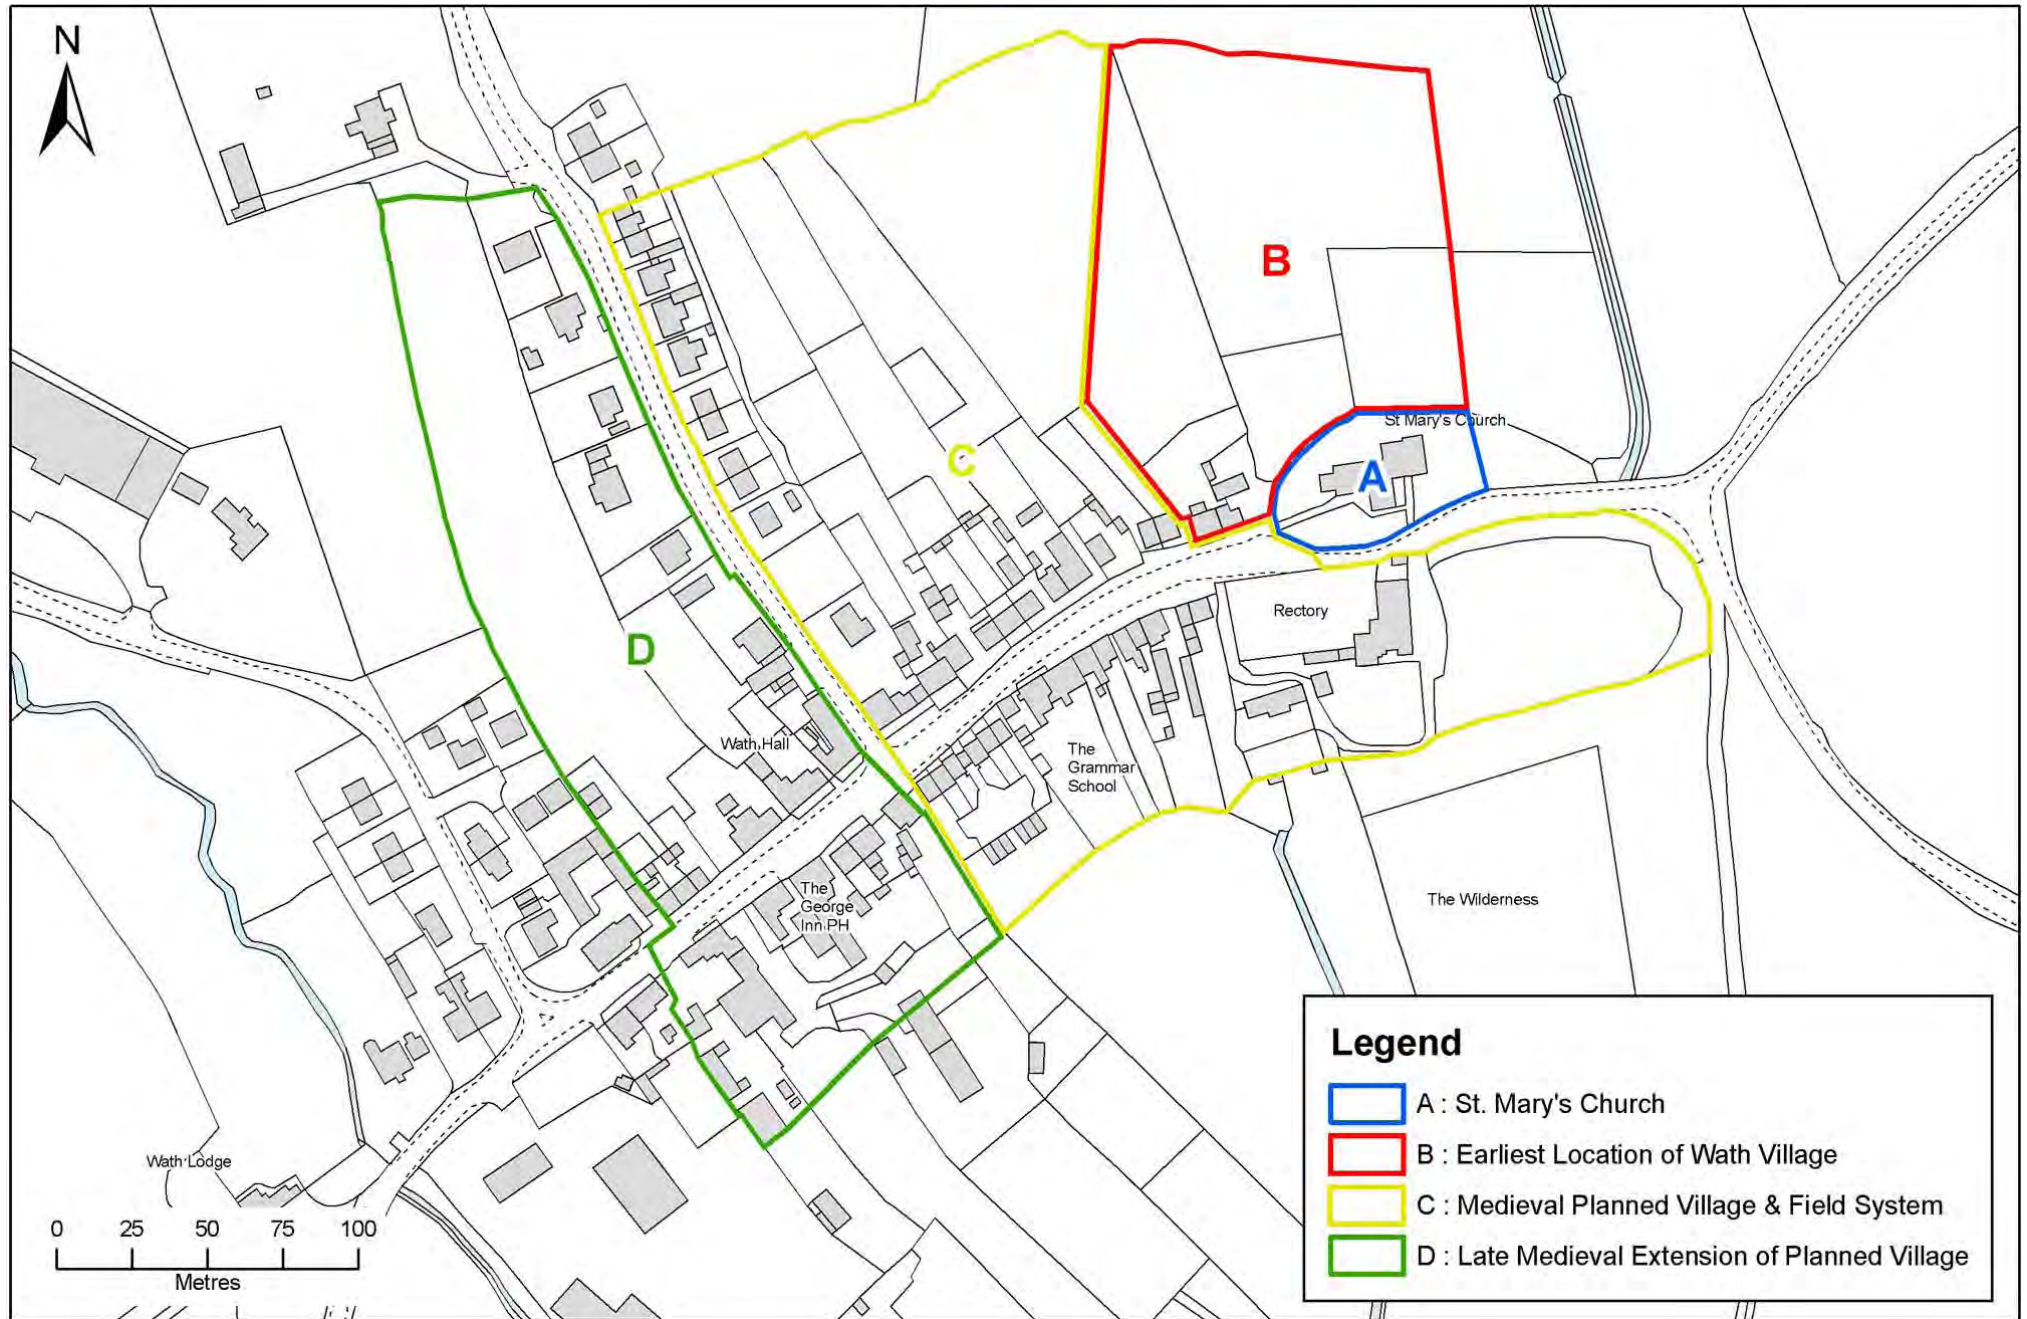 N
B
St Mary's Church
C
A
Rectory
D
Wath Hall
The
Grammar
School
The
George
Inn PH
The Wilderness
Wath Lodge
0 25 50 75 100
Metres
Legend
A : St. Mary's Church
B : Earliest Location of Wath Village
C : Medieval Planned Village & Field System
D : Late Medieval Extension of Planned Village